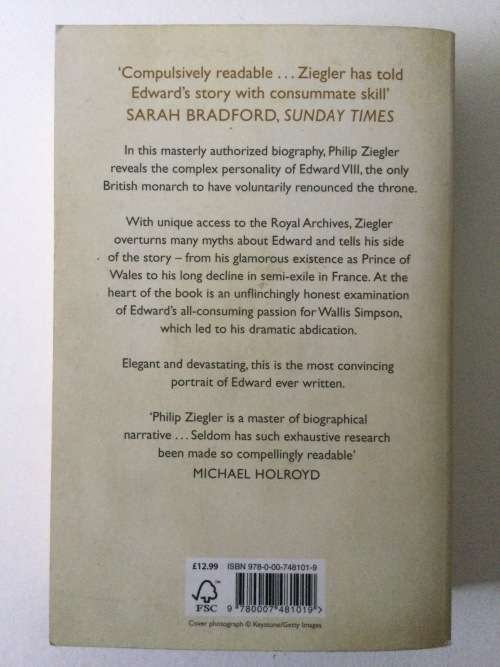 ‘Compulsively readable . . . Ziegler has told
Edward’s story with consummate skill’
SARAH BRADFORD, SUNDAY TIMES
In this masterly authorized biography, Philip Ziegler
reveals the complex personality of Edward VIII, the only
British monarch to have voluntarily renounced the throne.
With unique access to the Royal Archives, Ziegler
overturns many myths about Edward and tells his side
of the story – from his glamorous existence as Prince of
Wales to his long decline in semi-exile in France. At the
heart of the book is an unflinchingly honest examination
of Edward’s all-consuming passion for Wallis Simpson,
which led to his dramatic abdication.
Elegant and devastating, this is the most convincing
portrait of Edward ever written.
‘Philip Ziegler is a master of biographical
narrative . . . Seldom has such exhaustive research
been made so compellingly readable’
MICHAEL HOLROYD
£12.99 ISBN 978-0-00-748101-9
FSC
9 780007 481019 >
Cover photograph © Keystone/Getty Images